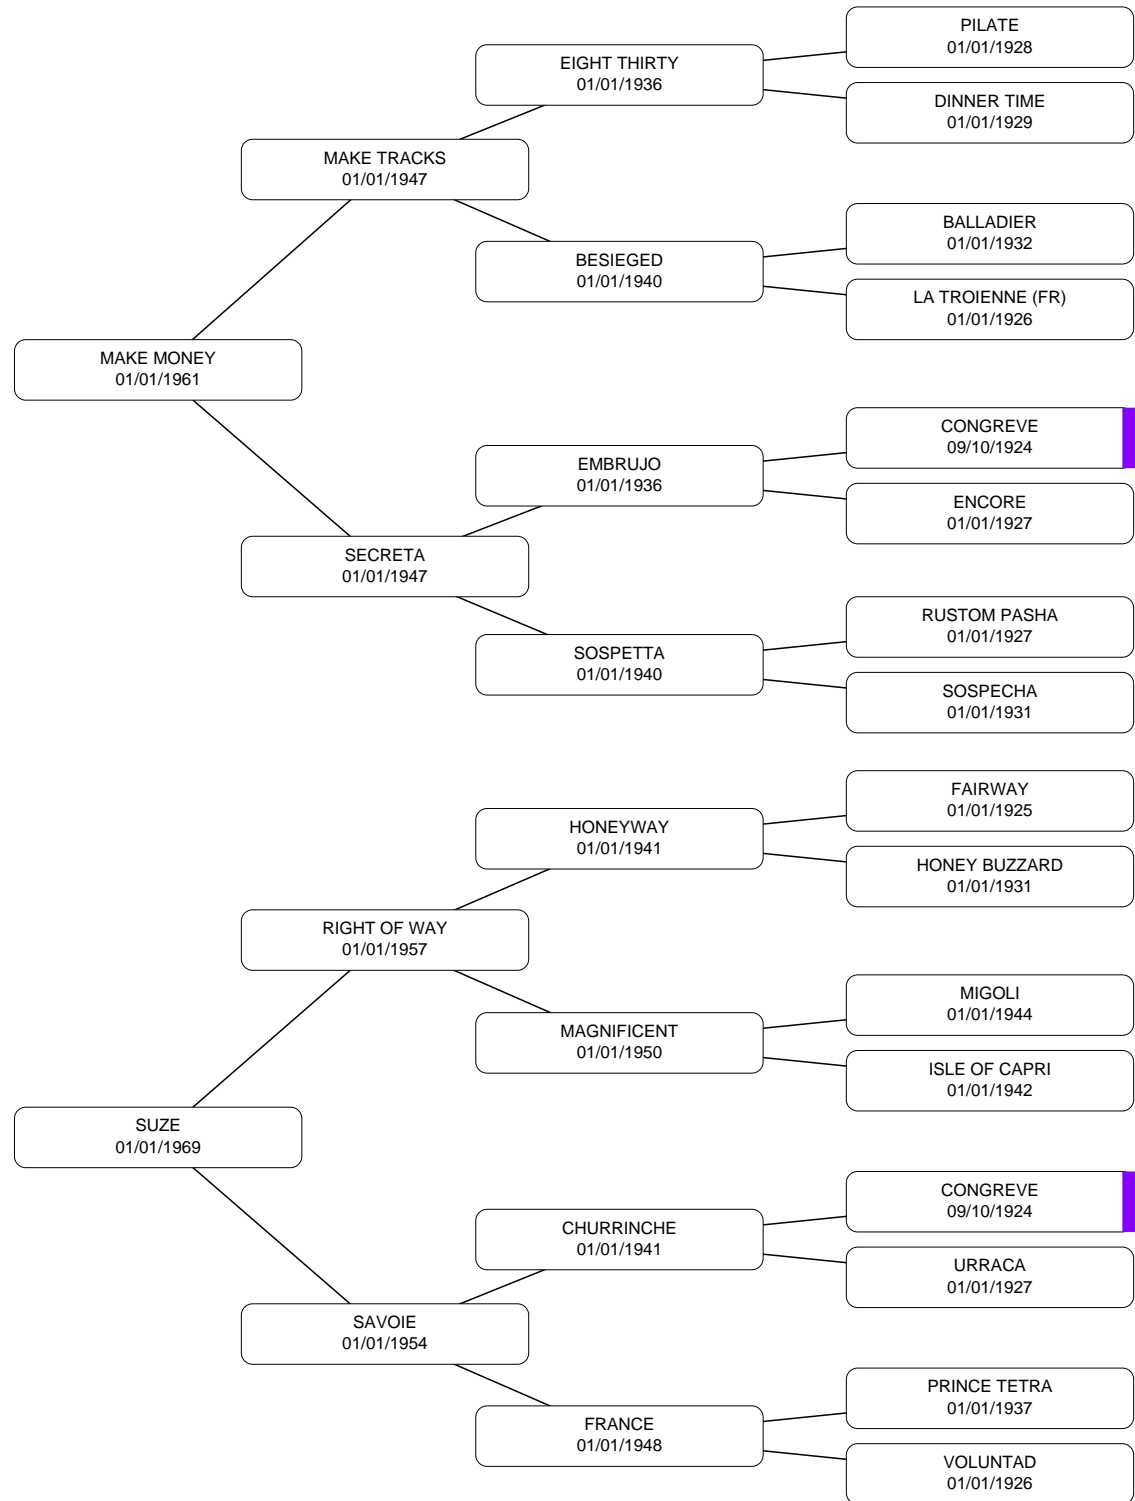 PILATE
01/01/1928
EIGHT THIRTY
01/01/1936
DINNER TIME
01/01/1929
MAKE TRACKS
01/01/1947
BALLADIER
01/01/1932
BESIEGED
01/01/1940
LA TROIENNE (FR)
01/01/1926
MAKE MONEY
01/01/1961
CONGREVE
09/10/1924
EMBRUJO
01/01/1936
ENCORE
01/01/1927
SECRETA
01/01/1947
RUSTOM PASHA
01/01/1927
SOSPETTA
01/01/1940
SOSPECHA
01/01/1931
FAIRWAY
01/01/1925
HONEYWAY
01/01/1941
HONEY BUZZARD
01/01/1931
RIGHT OF WAY
01/01/1957
MIGOLI
01/01/1944
MAGNIFICENT
01/01/1950
ISLE OF CAPRI
01/01/1942
SUZE
01/01/1969
CONGREVE
09/10/1924
CHURRINCHE
01/01/1941
URRACA
01/01/1927
SAVOIE
01/01/1954
PRINCE TETRA
01/01/1937
FRANCE
01/01/1948
VOLUNTAD
01/01/1926